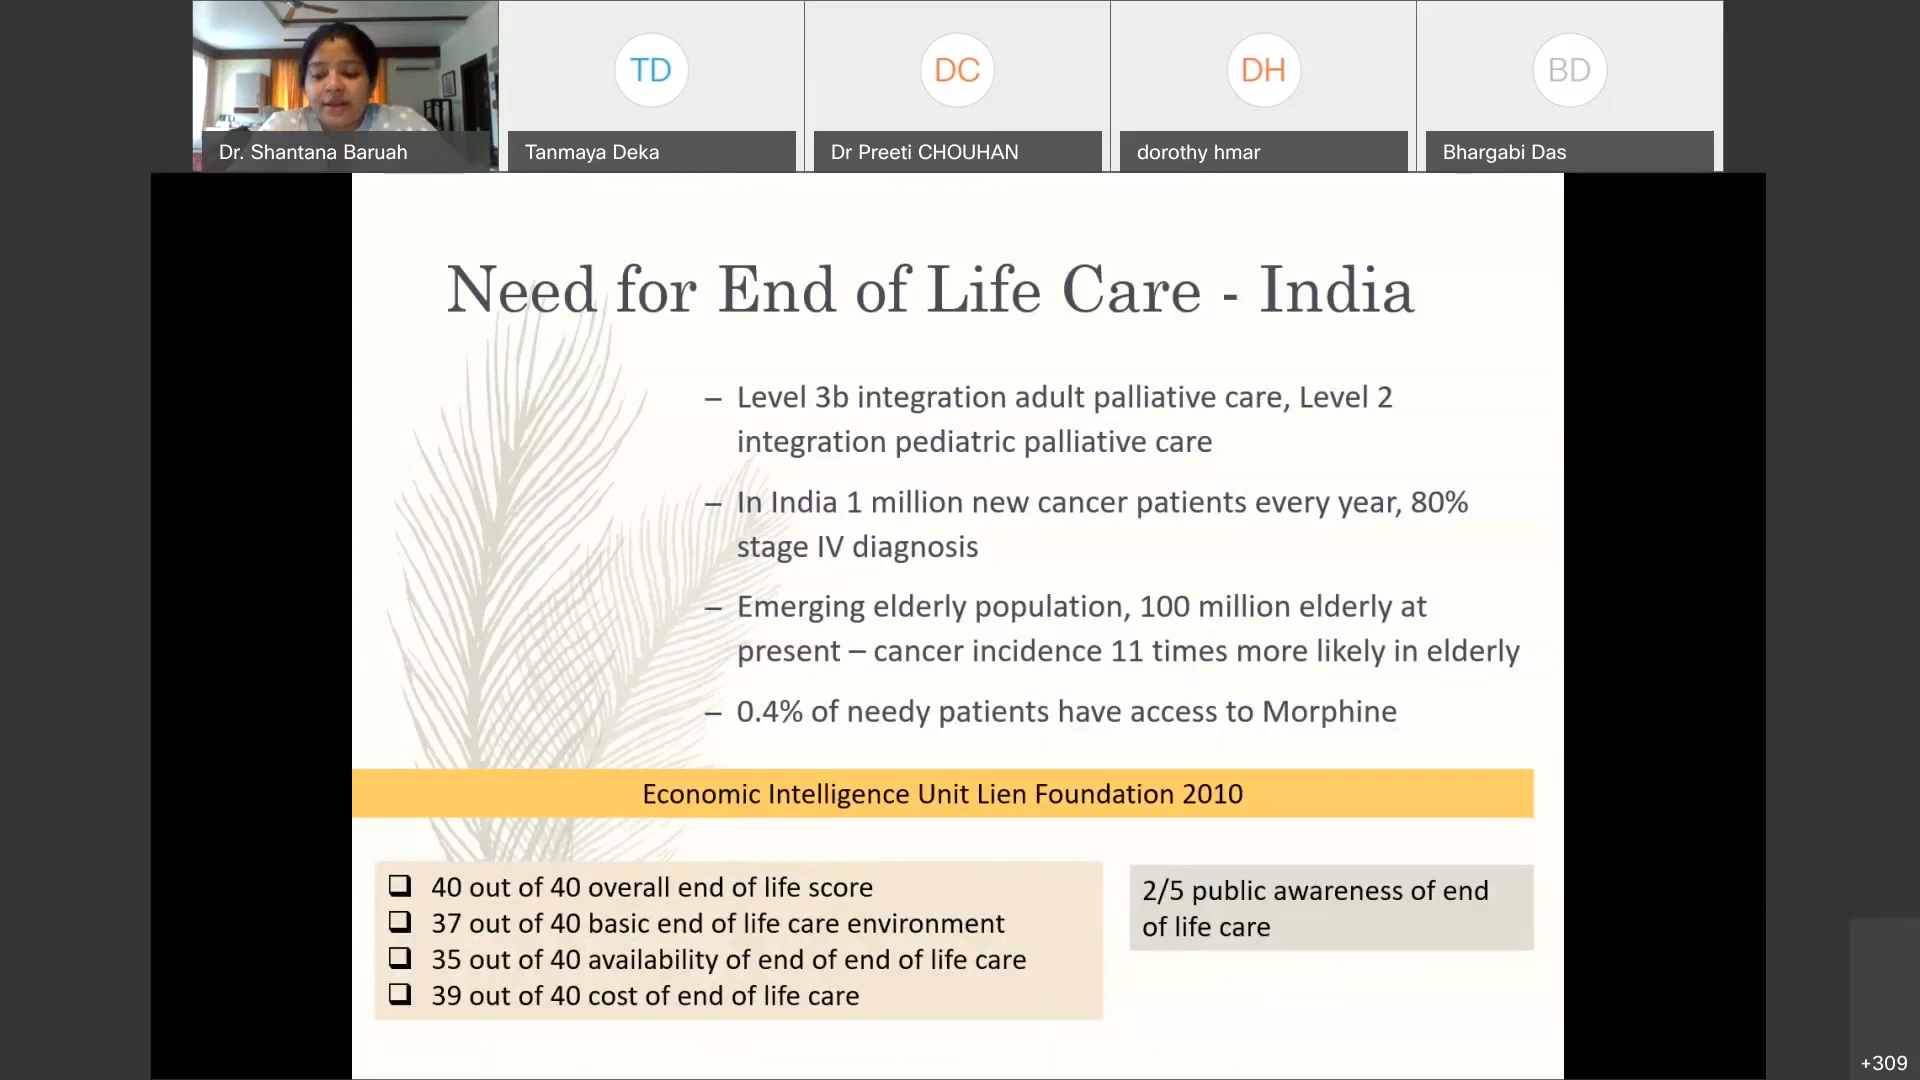 TD
DC
DH
BD
Dr. Shantana Baruah
Tanmaya Deka
Dr Preeti CHOUHAN
dorothy hmar
Bhargabi Das
Need for End of Life Care - India
– Level 3b integration adult palliative care, Level 2
integration pediatric palliative care
– In India 1 million new cancer patients every year, 80%
stage IV diagnosis
– Emerging elderly population, 100 million elderly at
present – cancer incidence 11 times more likely in elderly
– 0.4% of needy patients have access to Morphine
Economic Intelligence Unit Lien Foundation 2010
❑ 40 out of 40 overall end of life score
❑ 37 out of 40 basic end of life care environment
❑ 35 out of 40 availability of end of end of life care
❑ 39 out of 40 cost of end of life care
2/5 public awareness of end
of life care
+309